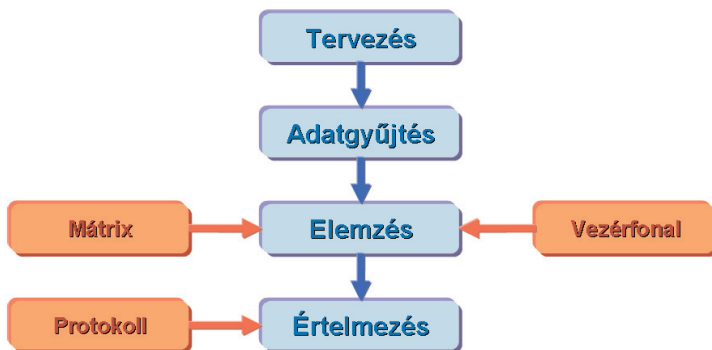 Tervezés
Adatgyűjtés
Mátrix
Elemzés
Vezérfonal
Protokoll
Értelmezés